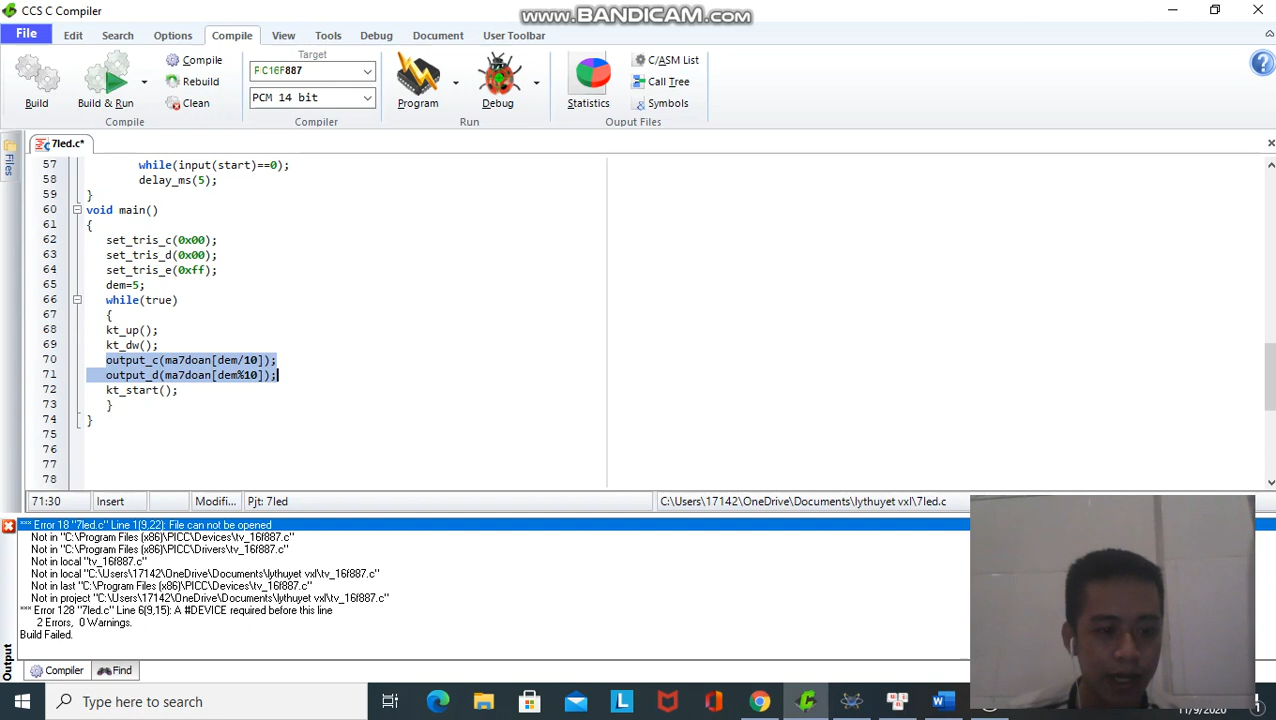 CCS C Compiler
www.BANDICAM.com
File Edit Search Options Compile View Tools Debug Document User Toolbar
Target
Compile
PIC16F887
C/ASM List
Rebuild
Call Tree
Clean
PCM 14 bit
Symbols
Build
Build & Run
Program
Debug
Statistics
Compile
Compiler
Run
Ouput Files
Files
7led.c*
57 while(input(start)==0);
58 delay_ms(5);
59 }
60 void main()
61 {
62 set_tris_c(0x00);
63 set_tris_d(0x00);
64 set_tris_e(0xff);
65 dem=5;
66 while(true)
67 {
68 kt_up();
69 kt_dw();
70 output_c(ma7doan[dem/10]);
71 output_d(ma7doan[dem%10]);
72 kt_start();
73 }
74 }
75
76
77
78
71:30 Insert Modifi... Pjt: 7led C:\Users\17142\OneDrive\Documents\lythuyet vxl\7led.c
*** Error 18 "7led.c" Line 1(9,22): File can not be opened
Not in "C:\Program Files (x86)\PICC\Devices\tv_16f887.c"
Not in "C:\Program Files (x86)\PICC\Drivers\tv_16f887.c"
Not in local "tv_16f887.c"
Not in local "C:\Users\17142\OneDrive\Documents\lythuyet vxl\tv_16f887.c"
Not in last "C:\Program Files (x86)\PICC\Devices\tv_16f887.c"
Not in project "C:\Users\17142\OneDrive\Documents\lythuyet vxl\tv_16f887.c"
*** Error 128 "7led.c" Line 6(9,15): A #DEVICE required before this line
2 Errors, 0 Warnings.
Build Failed.
Output
Compiler Find
Type here to search
11/9/2020